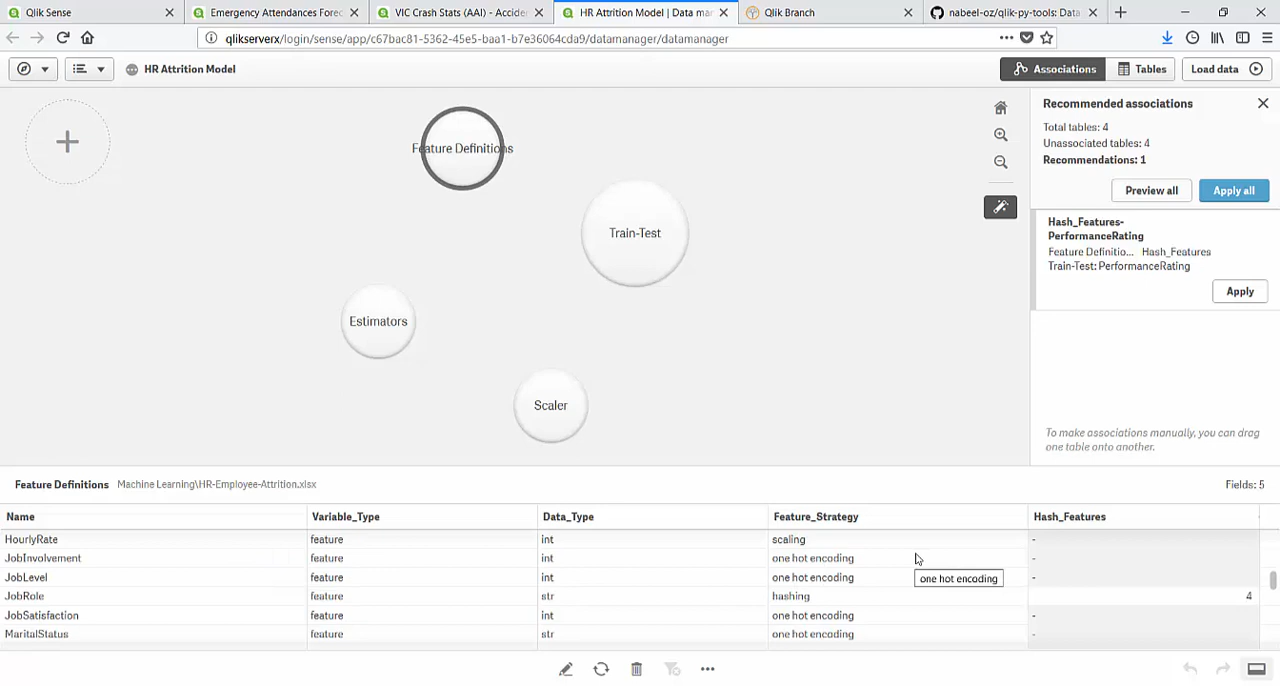 Qlik Sense
Emergency Attendances Forec
VIC Crash Stats (AAI) - Accide
HR Attrition Model | Data mar
Qlik Branch
nabeel-oz/qlik-py-tools: Data
qlikserverx/login/sense/app/c67bac81-5362-45e5-baa1-b7e36064cda9/datamanager/datamanager
HR Attrition Model
Associations
Tables
Load data
Recommended associations
Total tables: 4
Unassociated tables: 4
Recommendations: 1
Preview all
Apply all
Hash_Features-
PerformanceRating
Feature Definitio... Hash_Features
Train-Test: PerformanceRating
Apply
To make associations manually, you can drag
one table onto another.
Feature Definitions
Train-Test
Estimators
Scaler
Feature Definitions Machine Learning\HR-Employee-Attrition.xlsx Fields: 5
Name Variable_Type Data_Type Feature_Strategy Hash_Features
HourlyRate feature int scaling -
JobInvolvement feature int one hot encoding -
JobLevel feature int one hot encoding -
one hot encoding
JobRole feature str hashing 4
JobSatisfaction feature int one hot encoding -
MaritalStatus feature str one hot encoding -